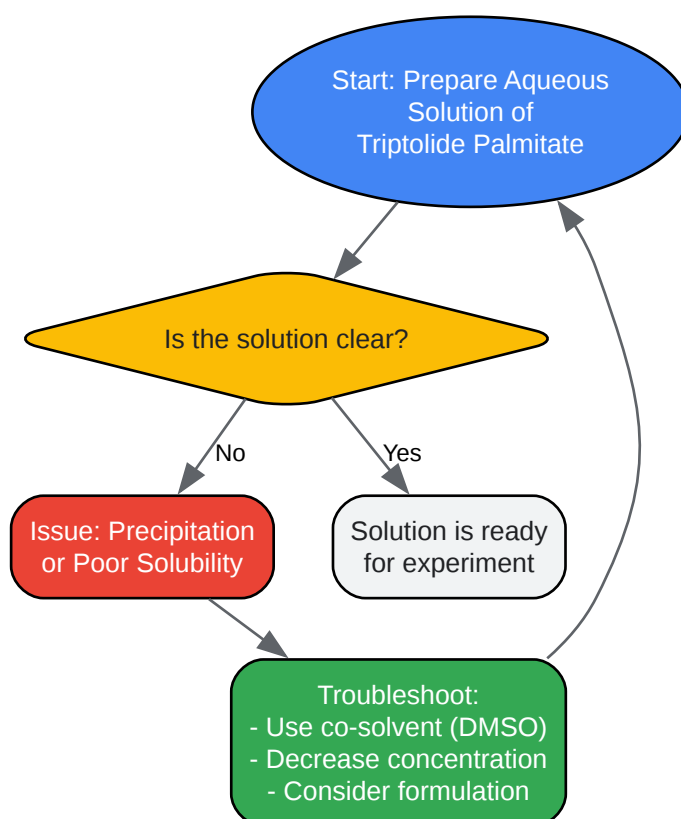 Start: Prepare Aqueous
Solution of
Triptolide Palmitate
Is the solution clear?
No
Yes
Issue: Precipitation
or Poor Solubility
Solution is ready
for experiment
Troubleshoot:
- Use co-solvent (DMSO)
- Decrease concentration
- Consider formulation